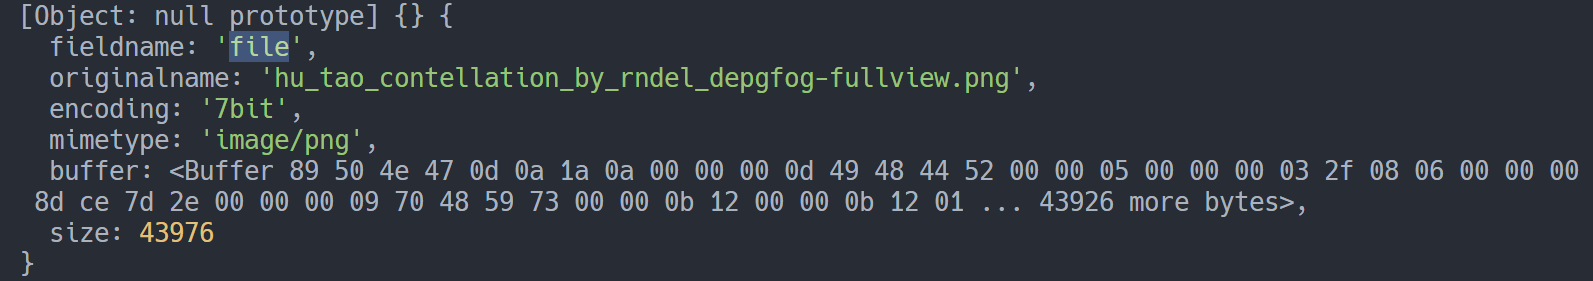 [Object: null prototype] {} {
  fieldname: 'file',
  originalname: 'hu_tao_contellation_by_rndel_depgfog-fullview.png',
  encoding: '7bit',
  mimetype: 'image/png',
  buffer: <Buffer 89 50 4e 47 0d 0a 1a 0a 00 00 00 0d 49 48 44 52 00 00 05 00 00 00 03 2f 08 06 00 00 00
 8d ce 7d 2e 00 00 00 09 70 48 59 73 00 00 0b 12 00 00 0b 12 01 ... 43926 more bytes>,
  size: 43976
}